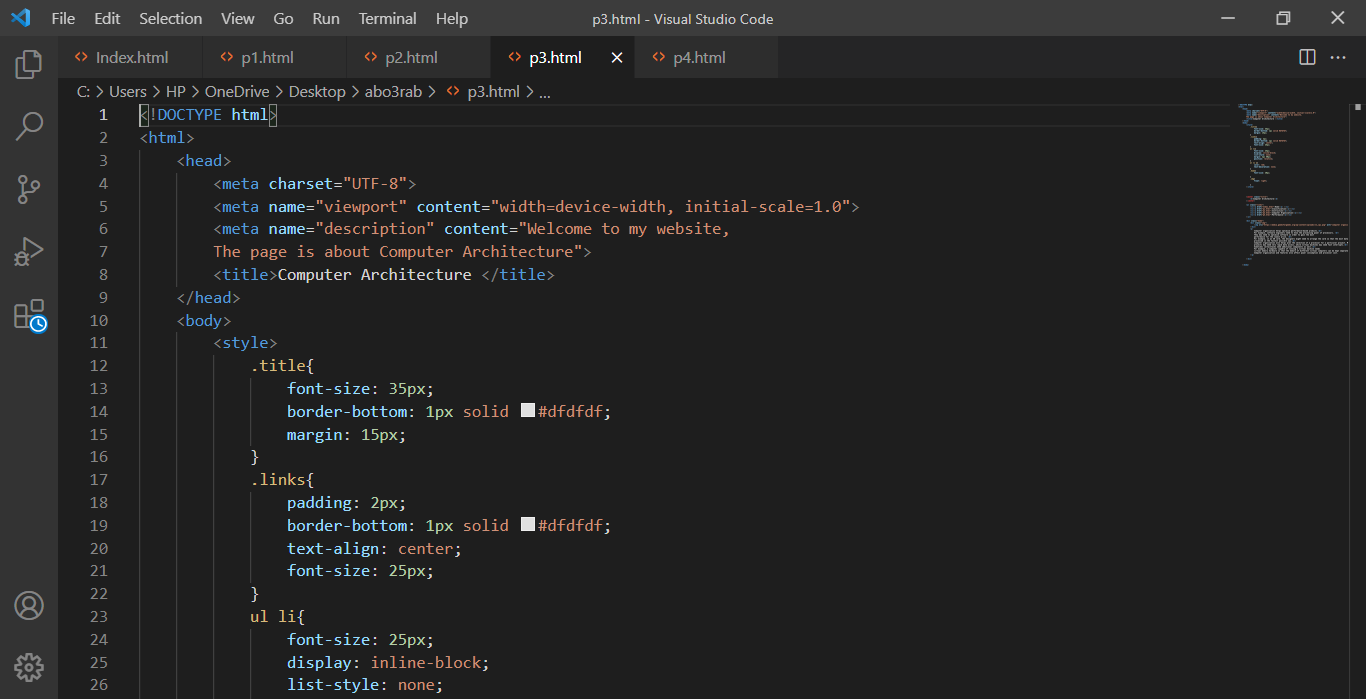 File Edit Selection View Go Run Terminal Help p3.html - Visual Studio Code
Index.html p1.html p2.html p3.html p4.html
C: > Users > HP > OneDrive > Desktop > abo3rab > p3.html > ...
1 <!DOCTYPE html>
2 <html>
3 <head>
4 <meta charset="UTF-8">
5 <meta name="viewport" content="width=device-width, initial-scale=1.0">
6 <meta name="description" content="Welcome to my website,
7 The page is about Computer Architecture">
8 <title>Computer Architecture </title>
9 </head>
10 <body>
11 <style>
12 .title{
13 font-size: 35px;
14 border-bottom: 1px solid #dfdfdf;
15 margin: 15px;
16 }
17 .links{
18 padding: 2px;
19 border-bottom: 1px solid #dfdfdf;
20 text-align: center;
21 font-size: 25px;
22 }
23 ul li{
24 font-size: 25px;
25 display: inline-block;
26 list-style: none;